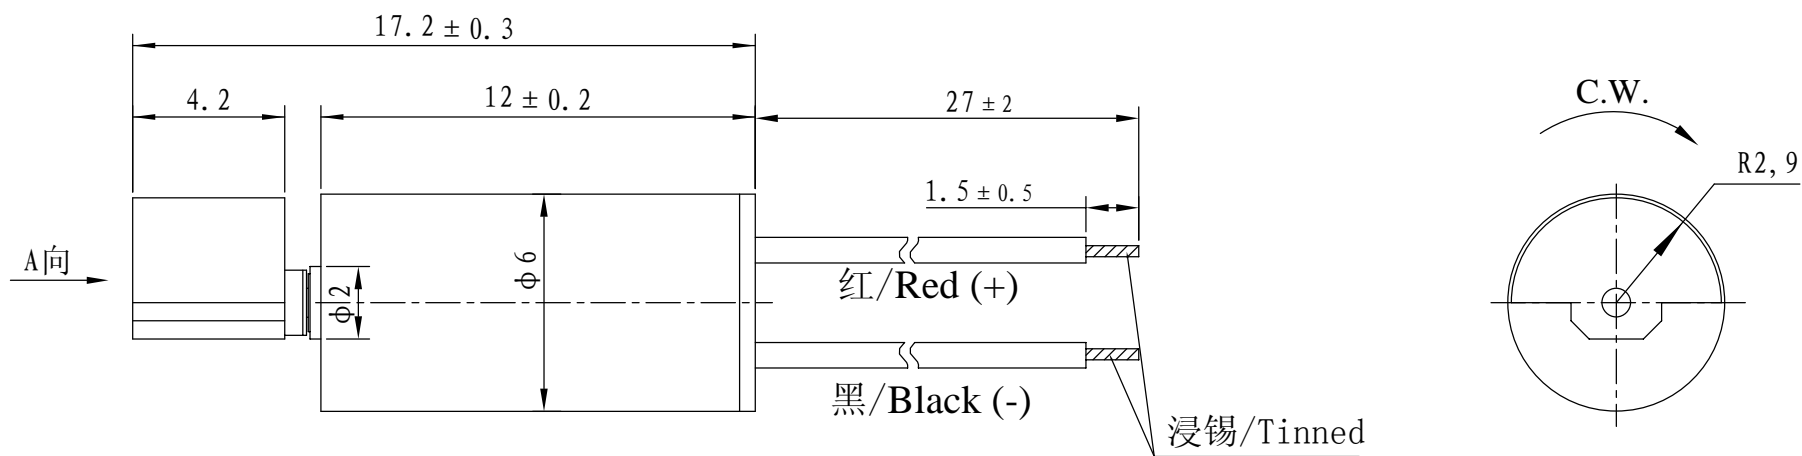 17.2±0.3
4.2
12±0.2
27±2
C.W.
R2,9
1.5±0.5
A向
φ2
φ6
红/Red (+)
黑/Black (-)
浸锡/Tinned